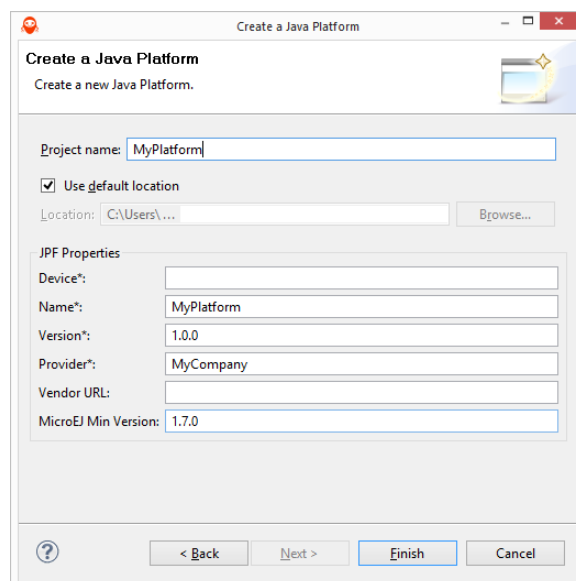 Create a Java Platform
Create a Java Platform
Create a new Java Platform.
Project name: MyPlatform
Use default location
Location: C:\Users\ ... Browse...
JPF Properties
Device*:
Name*: MyPlatform
Version*: 1.0.0
Provider*: MyCompany
Vendor URL:
MicroEJ Min Version: 1.7.0
? < Back Next > Finish Cancel